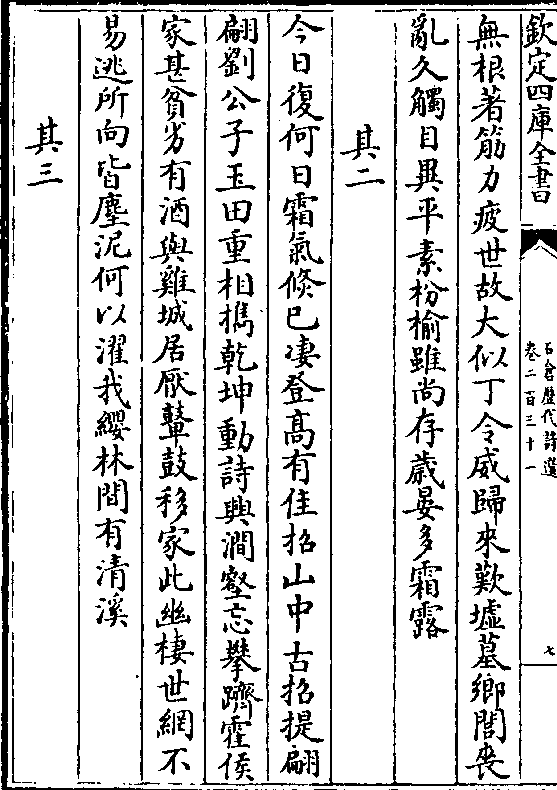 欽定四庫全書
石倉歷代詩選
卷二百三十一
七
無根著筋力疲世故大似丁令威歸來歎墟墓鄉閭喪
亂久觸目異平素枌榆雖尚存歲晏多霜露
其二
今日復何日霜氣倐已凄登高有佳招山中古招提翩
翩劉公子玉田重相擕乾坤動詩興澗壑忘攀躋霍侯
家甚貧劣有酒與雞城居厭鼙鼓移家此幽棲世網不
易逃所向皆塵泥何以濯我纓林間有清溪
其三